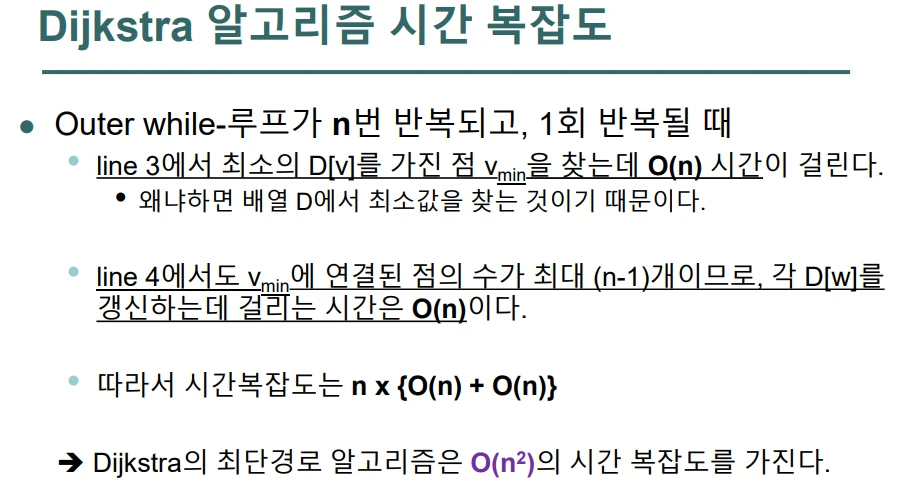 Dijkstra 알고리즘 시간 복잡도
● Outer while-루프가 n번 반복되고, 1회 반복될 때
• line 3에서 최소의 D[v]를 가진 점 vmin을 찾는데 O(n) 시간이 걸린다.
• 왜냐하면 배열 D에서 최소값을 찾는 것이기 때문이다.
• line 4에서도 vmin에 연결된 점의 수가 최대 (n-1)개이므로, 각 D[w]를
갱신하는데 걸리는 시간은 O(n)이다.
• 따라서 시간복잡도는 n x {O(n) + O(n)}
➔ Dijkstra의 최단경로 알고리즘은 O(n²)의 시간 복잡도를 가진다.